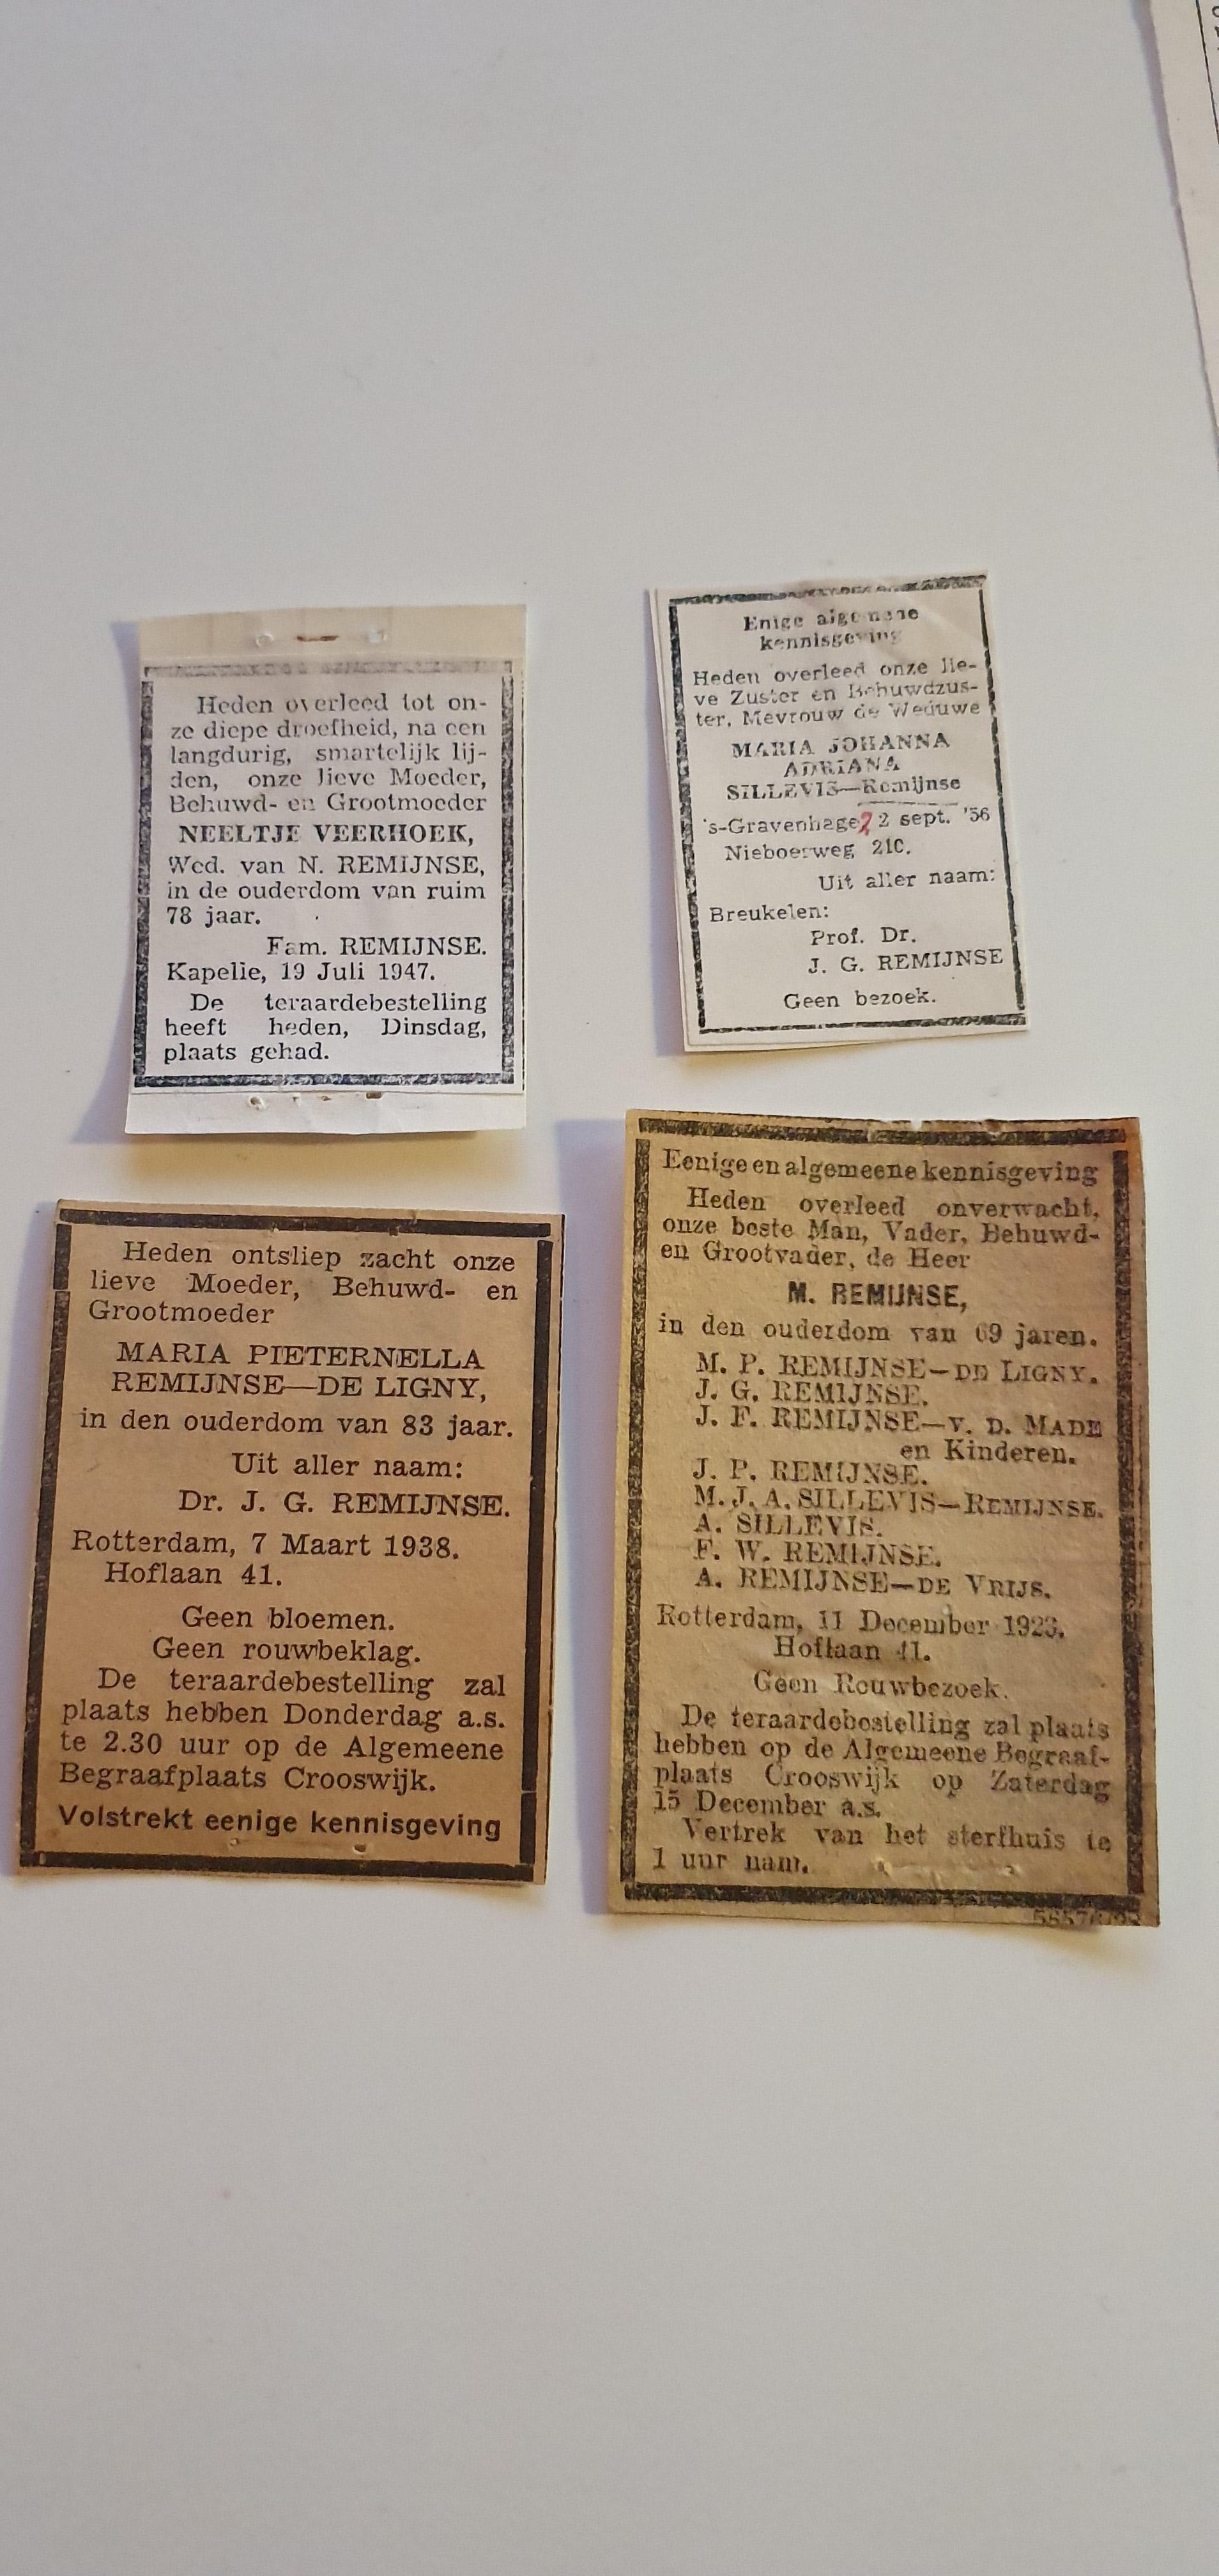 Heden overleed tot on-
ze diepe droefheid, na een
langdurig, smartelijk lij-
den, onze lieve Moeder,
Behuwd- en Grootmoeder
NEELTJE VEERHOEK,
Wed. van N. REMIJNSE,
in de ouderdom van ruim
78 jaar.
Fam. REMIJNSE.
Kapelle, 19 Juli 1947.
De teraardebestelling
heeft heden, Dinsdag,
plaats gehad.
Enige algemene
kennisgeving
Heden overleed onze lie-
ve Zuster en Behuwdzus-
ter, Mevrouw de Weduwe
MARIA JOHANNA
ADRIANA
SILLEVIS—Remijnse
's-Gravenhage, 2 sept. '56
Nieboerweg 210.
Uit aller naam:
Breukelen:
Prof. Dr.
J. G. REMIJNSE
Geen bezoek.
Heden ontsliep zacht onze
lieve Moeder, Behuwd- en
Grootmoeder
MARIA PIETERNELLA
REMIJNSE—DE LIGNY,
in den ouderdom van 83 jaar.
Uit aller naam:
Dr. J. G. REMIJNSE.
Rotterdam, 7 Maart 1938.
Hoflaan 41.
Geen bloemen.
Geen rouwbeklag.
De teraardebestelling zal
plaats hebben Donderdag a.s.
te 2.30 uur op de Algemeene
Begraafplaats Crooswijk.
Volstrekt eenige kennisgeving
Eenige en algemeene kennisgeving
Heden overleed onverwacht,
onze beste Man, Vader, Behuwd-
en Grootvader, de Heer
M. REMIJNSE,
in den ouderdom van 69 jaren.
M. P. REMIJNSE—DE LIGNY.
J. G. REMIJNSE.
J. F. REMIJNSE—V. D. MADE
en Kinderen.
J. P. REMIJNSE.
M. J. A. SILLEVIS—REMIJNSE.
A. SILLEVIS.
F. W. REMIJNSE.
A. REMIJNSE—DE VRIJS.
Rotterdam, 11 December 1923.
Hoflaan 41.
Geen Rouwbezoek.
De teraardebestelling zal plaats
hebben op de Algemeene Begraaf-
plaats Crooswijk op Zaterdag
15 December a.s.
Vertrek van het sterfhuis te
1 uur nam.